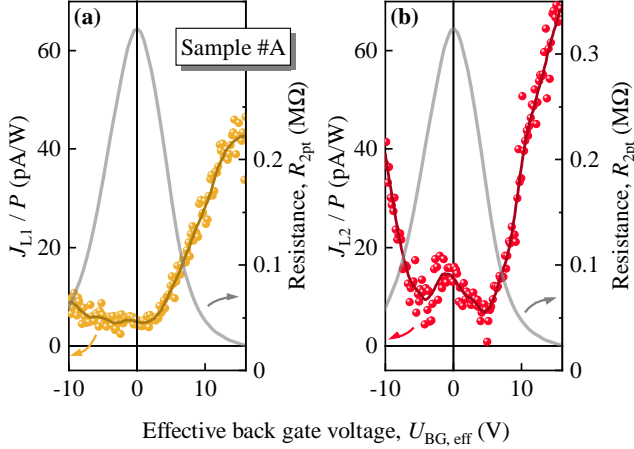 (a)
Sample #A
(b)
60
40
20
0
J_L1 / P (pA/W)
0.2
0.1
0
Resistance, R_2pt (MΩ)
-10
0
10
60
40
20
0
J_L2 / P (pA/W)
0.3
0.2
0.1
0
Resistance, R_2pt (MΩ)
-10
0
10
Effective back gate voltage, U_BG, eff (V)